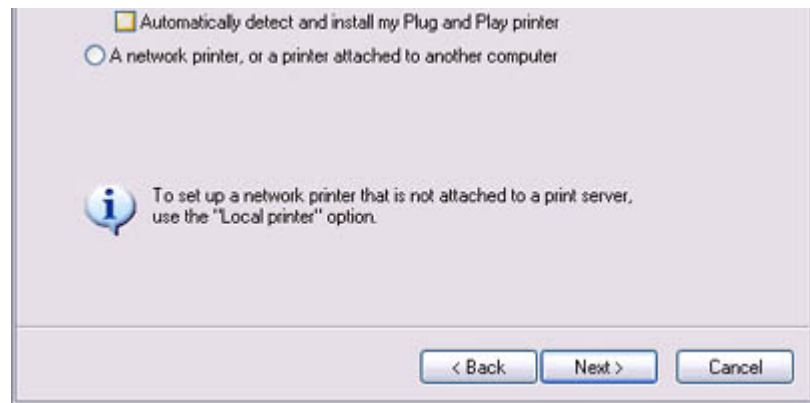 Automatically detect and install my Plug and Play printer
A network printer, or a printer attached to another computer
To set up a network printer that is not attached to a print server,
use the "Local printer" option.
< Back Next > Cancel